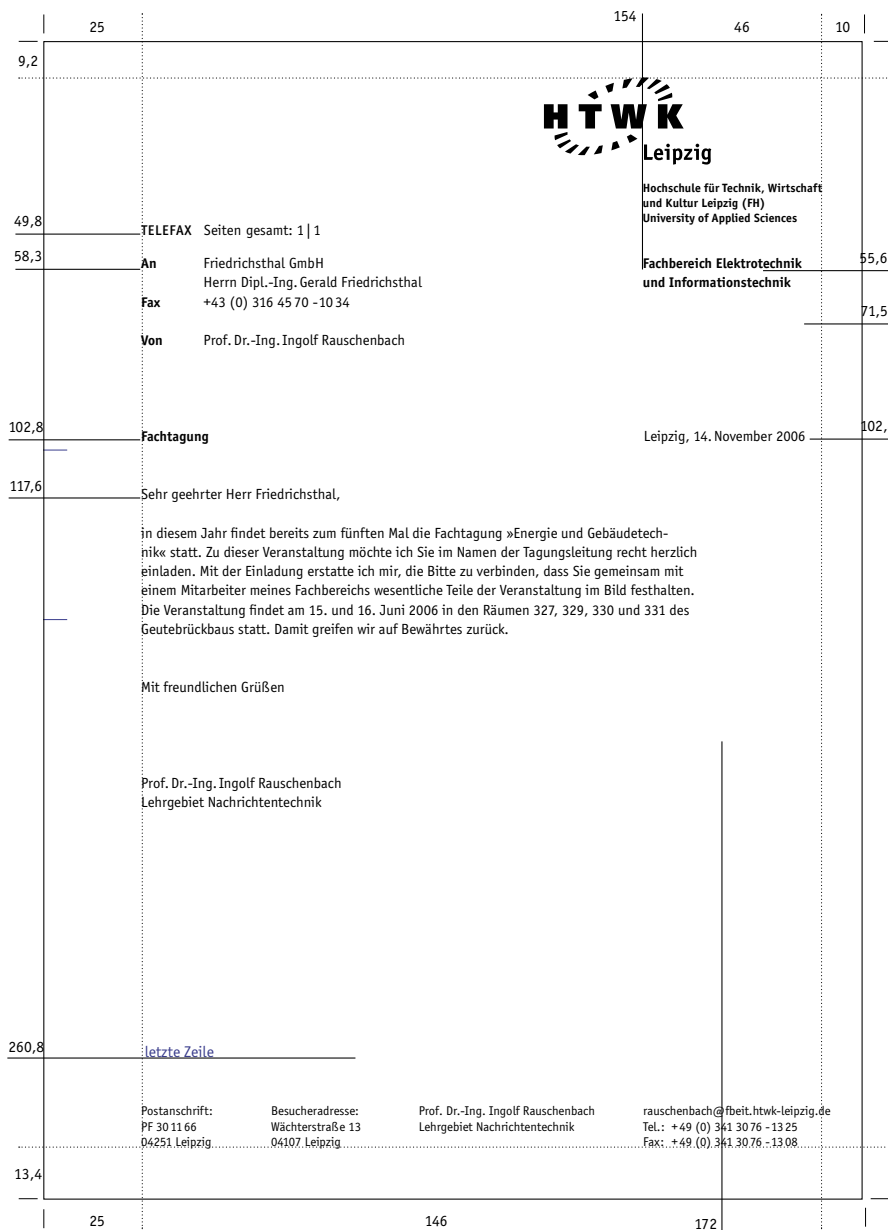 25
154
46
10
9,2
HTWK
Leipzig
Hochschule für Technik, Wirtschaft
und Kultur Leipzig (FH)
University of Applied Sciences
49,8
TELEFAX Seiten gesamt: 1|1
58,3
An Friedrichsthal GmbH
Herrn Dipl.-Ing. Gerald Friedrichsthal
Fax +43 (0) 316 45 70 - 10 34
Fachbereich Elektrotechnik
und Informationstechnik
55,6
71,5
Von Prof. Dr.-Ing. Ingolf Rauschenbach
102,8
Fachtagung
Leipzig, 14. November 2006
102,
117,6
Sehr geehrter Herr Friedrichsthal,
in diesem Jahr findet bereits zum fünften Mal die Fachtagung »Energie und Gebäudetech-
nik« statt. Zu dieser Veranstaltung möchte ich Sie im Namen der Tagungsleitung recht herzlich
einladen. Mit der Einladung erstatte ich mir, die Bitte zu verbinden, dass Sie gemeinsam mit
einem Mitarbeiter meines Fachbereichs wesentliche Teile der Veranstaltung im Bild festhalten.
Die Veranstaltung findet am 15. und 16. Juni 2006 in den Räumen 327, 329, 330 und 331 des
Geutebrückbaus statt. Damit greifen wir auf Bewährtes zurück.
Mit freundlichen Grüßen
Prof. Dr.-Ing. Ingolf Rauschenbach
Lehrgebiet Nachrichtentechnik
260,8
letzte Zeile
Postanschrift:
PF 30 11 66
04251 Leipzig
Besucheradresse:
Wächterstraße 13
04107 Leipzig
Prof. Dr.-Ing. Ingolf Rauschenbach
Lehrgebiet Nachrichtentechnik
rauschenbach@fbeit.htwk-leipzig.de
Tel.: +49 (0) 341 30 76 - 13 25
Fax: +49 (0) 341 30 76 - 13 08
13,4
25
146
172